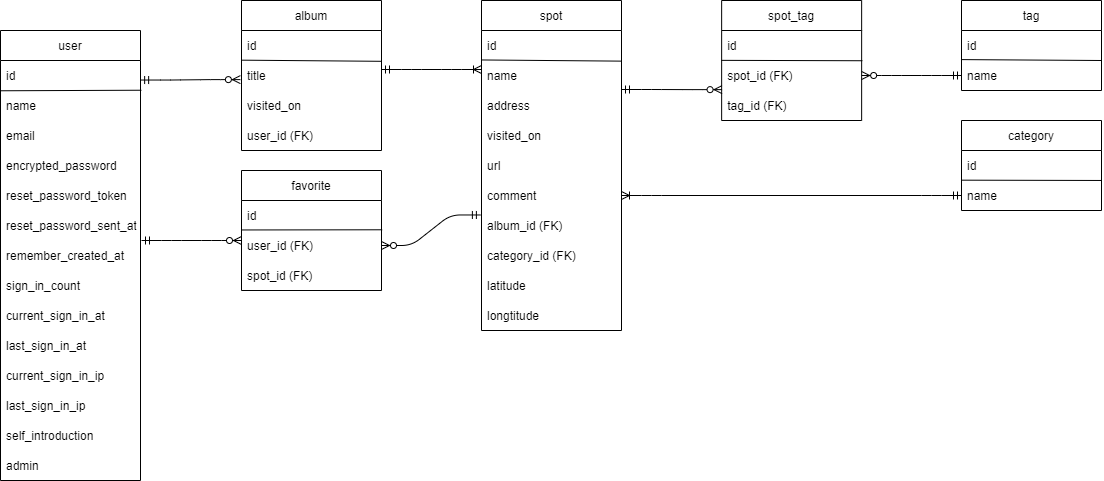 user
id
name
email
encrypted_password
reset_password_token
reset_password_sent_at
remember_created_at
sign_in_count
current_sign_in_at
last_sign_in_at
current_sign_in_ip
last_sign_in_ip
self_introduction
admin
album
id
title
visited_on
user_id (FK)
favorite
id
user_id (FK)
spot_id (FK)
spot
id
name
address
visited_on
url
comment
album_id (FK)
category_id (FK)
latitude
longtitude
spot_tag
id
spot_id (FK)
tag_id (FK)
tag
id
name
category
id
name